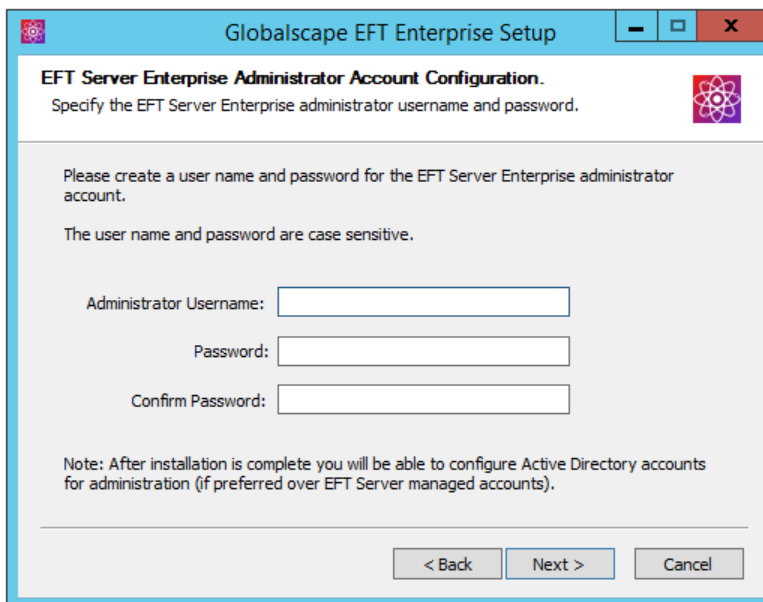 Globalscape EFT Enterprise Setup
EFT Server Enterprise Administrator Account Configuration.
Specify the EFT Server Enterprise administrator username and password.
Please create a user name and password for the EFT Server Enterprise administrator
account.
The user name and password are case sensitive.
Administrator Username:
Password:
Confirm Password:
Note: After installation is complete you will be able to configure Active Directory accounts
for administration (if preferred over EFT Server managed accounts).
< Back Next > Cancel